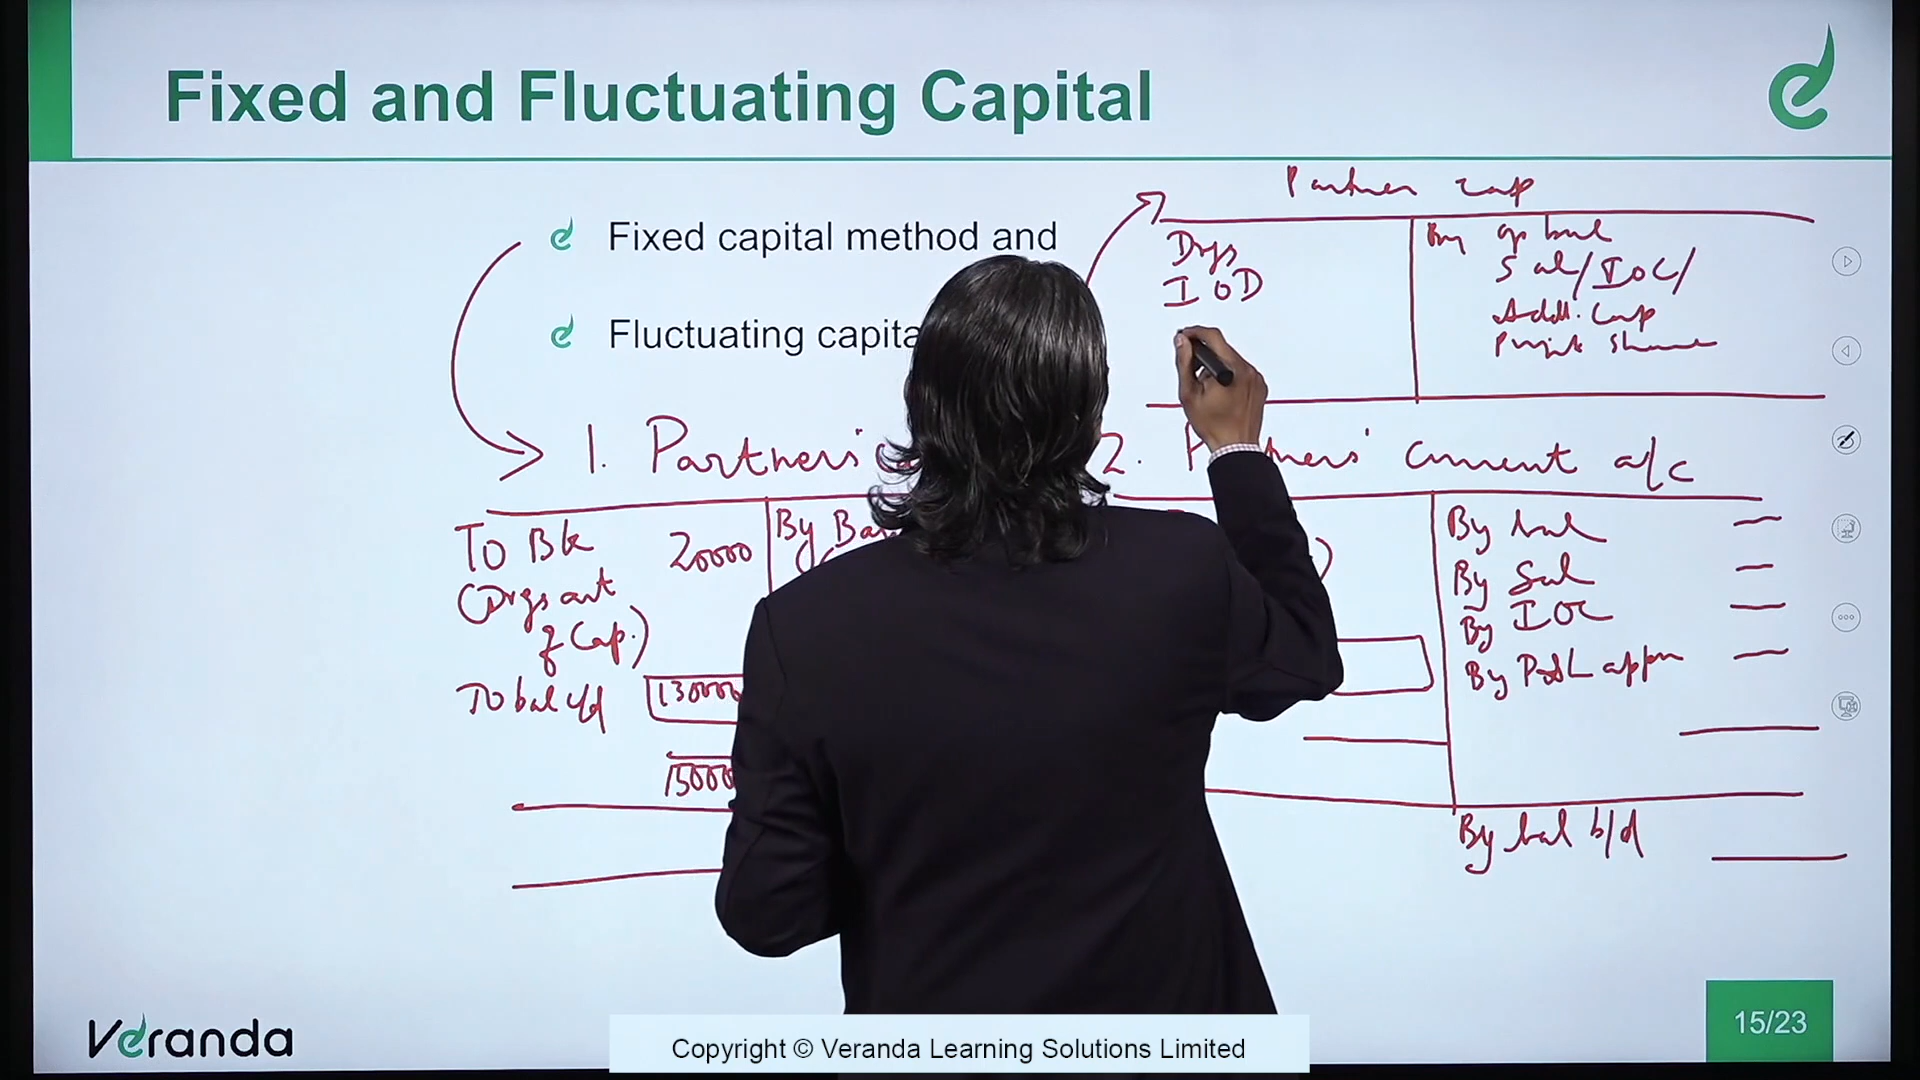 Fixed and Fluctuating Capital
Partner cap
Fixed capital method and
Drgs
IOD
By op bal
Sal/IOC/
Addl. Cap
Profit Share
Fluctuating
1. Partners'
2.
current a/c
To Bk 20000
(Drgs out
of Cap.)
To bal c/d 130000
150000
By
By bal
By Sal
By IOC
By P&L appn
By bal b/d
Veranda
15/23
Copyright © Veranda Learning Solutions Limited